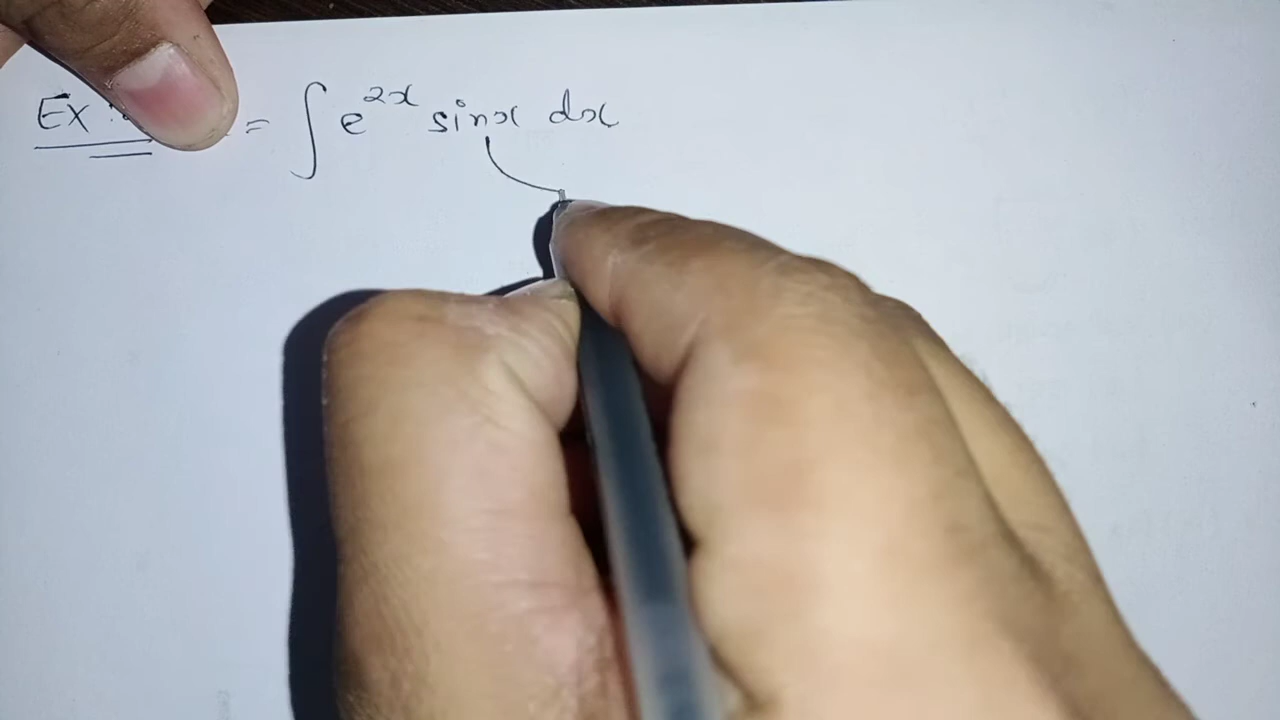 Ex : = ∫ e^{2x} sinx dx